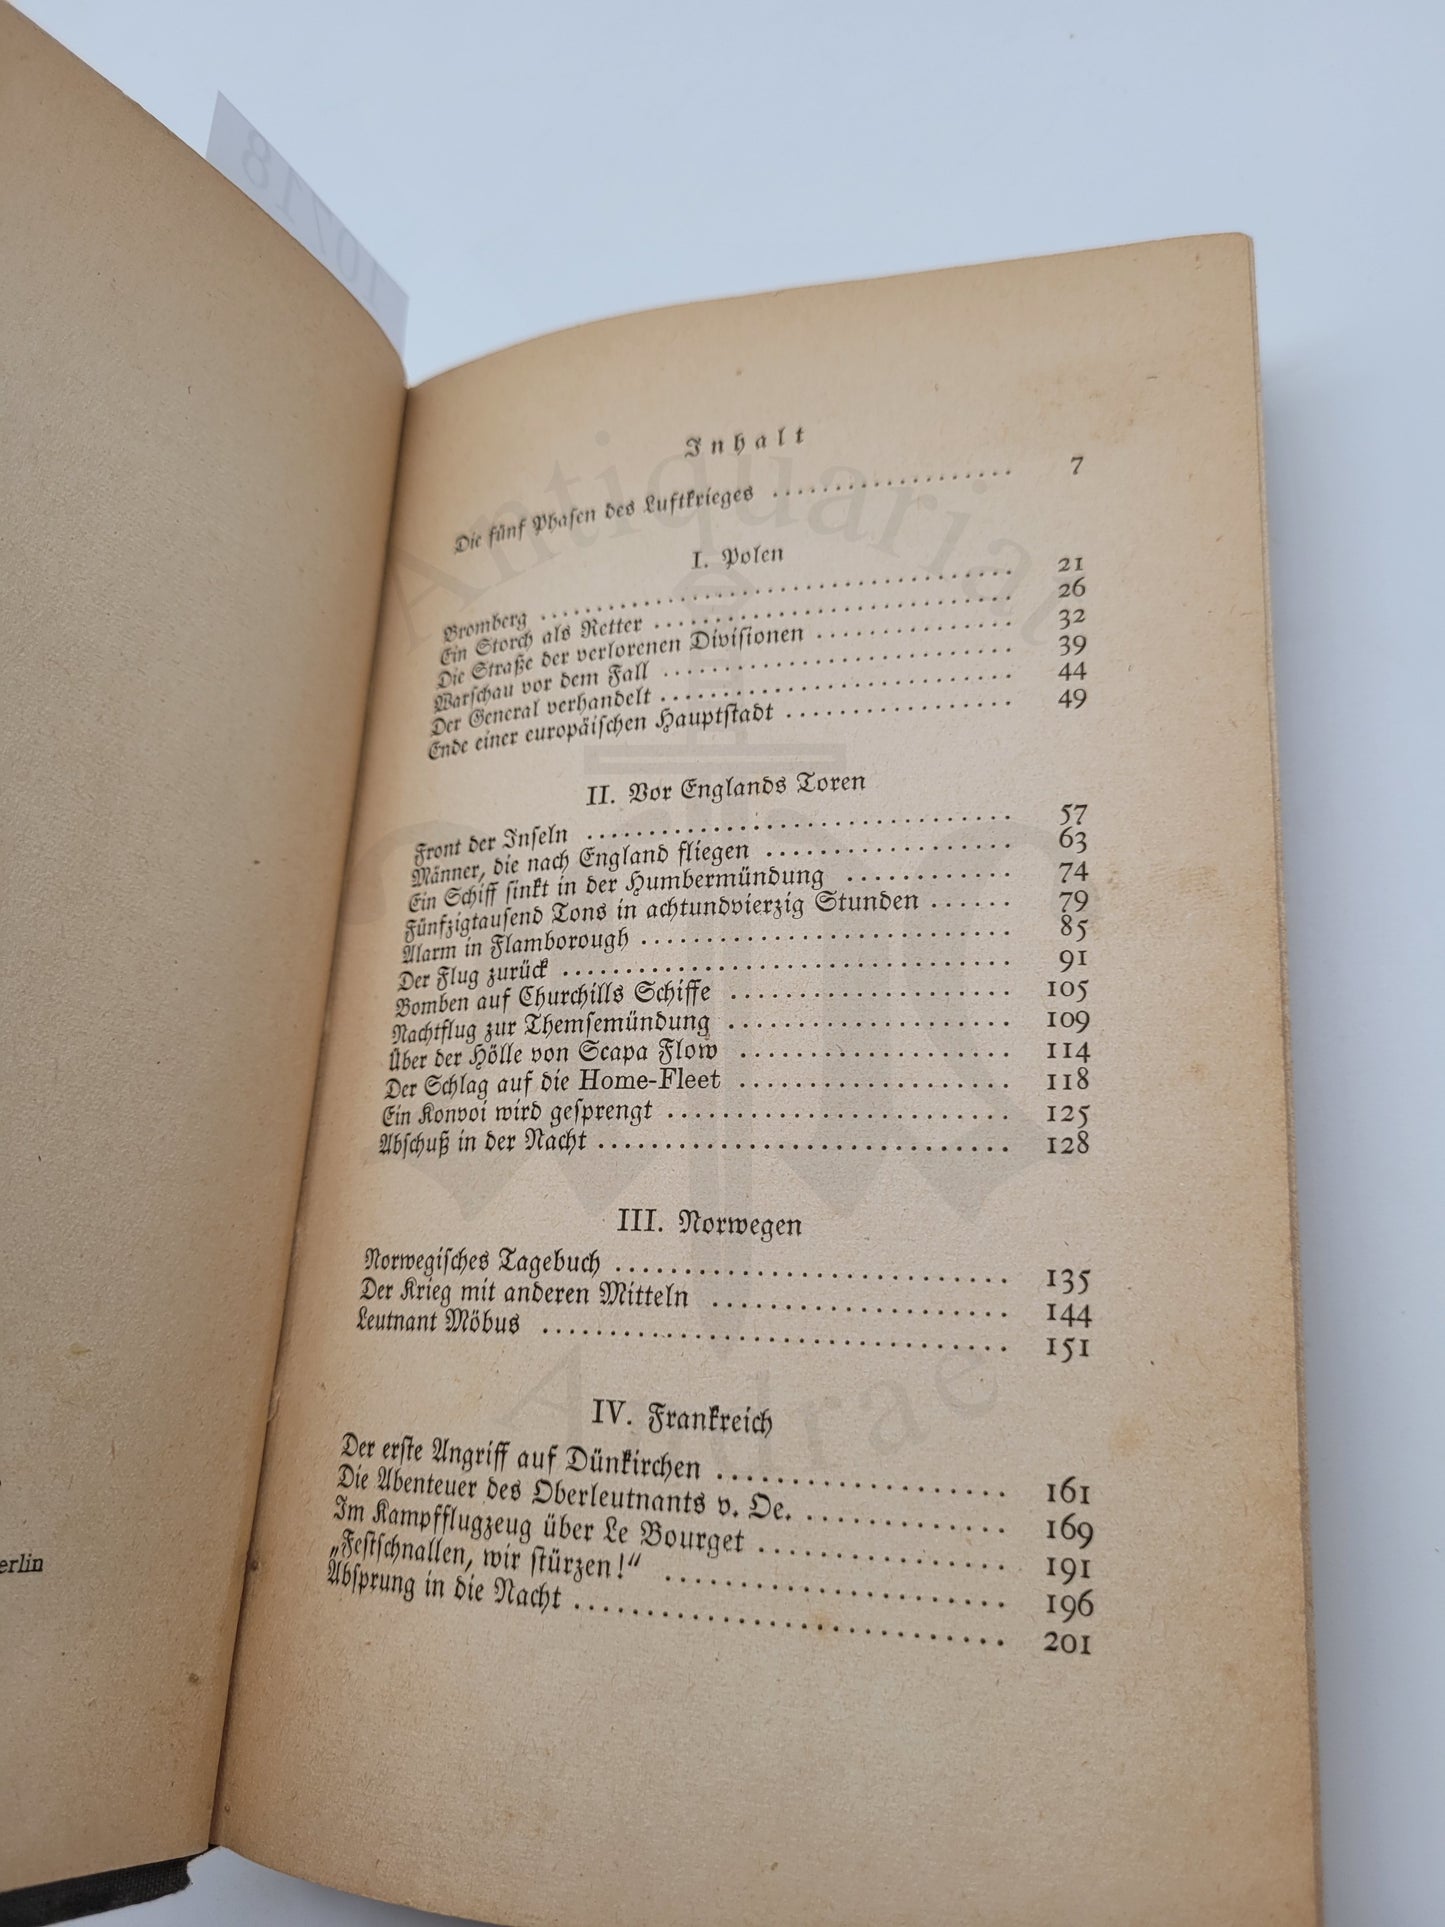 10718
erlin
Inhalt
Die fünf Phasen des Luftkrieges ................... 7
I. Polen
Bromberg ................... 21
Ein Storch als Retter ................... 26
Die Straße der verlorenen Divisionen ................... 32
Warschau vor dem Fall ................... 39
Der General verhandelt ................... 44
Ende einer europäischen Hauptstadt ................... 49
II. Vor Englands Toren
Front der Inseln ................... 57
Männer, die nach England fliegen ................... 63
Ein Schiff sinkt in der Humbermündung ................... 74
Fünfzigtausend Tons in achtundvierzig Stunden ...... 79
Alarm in Flamborough ................... 85
Der Flug zurück ................... 91
Bomben auf Churchills Schiffe ................... 105
Nachtflug zur Themsemündung ................... 109
Über der Hölle von Scapa Flow ................... 114
Der Schlag auf die Home-Fleet ................... 118
Ein Konvoi wird gesprengt ................... 125
Abschuß in der Nacht ................... 128
III. Norwegen
Norwegisches Tagebuch ................... 135
Der Krieg mit anderen Mitteln ................... 144
Leutnant Möbus ................... 151
IV. Frankreich
Der erste Angriff auf Dünkirchen ................... 161
Die Abenteuer des Oberleutnants v. Oe. ................... 169
Im Kampfflugzeug über Le Bourget ................... 191
„Festschnallen, wir stürzen!“ ................... 196
Absprung in die Nacht ................... 201
Antiquariat
Andrae